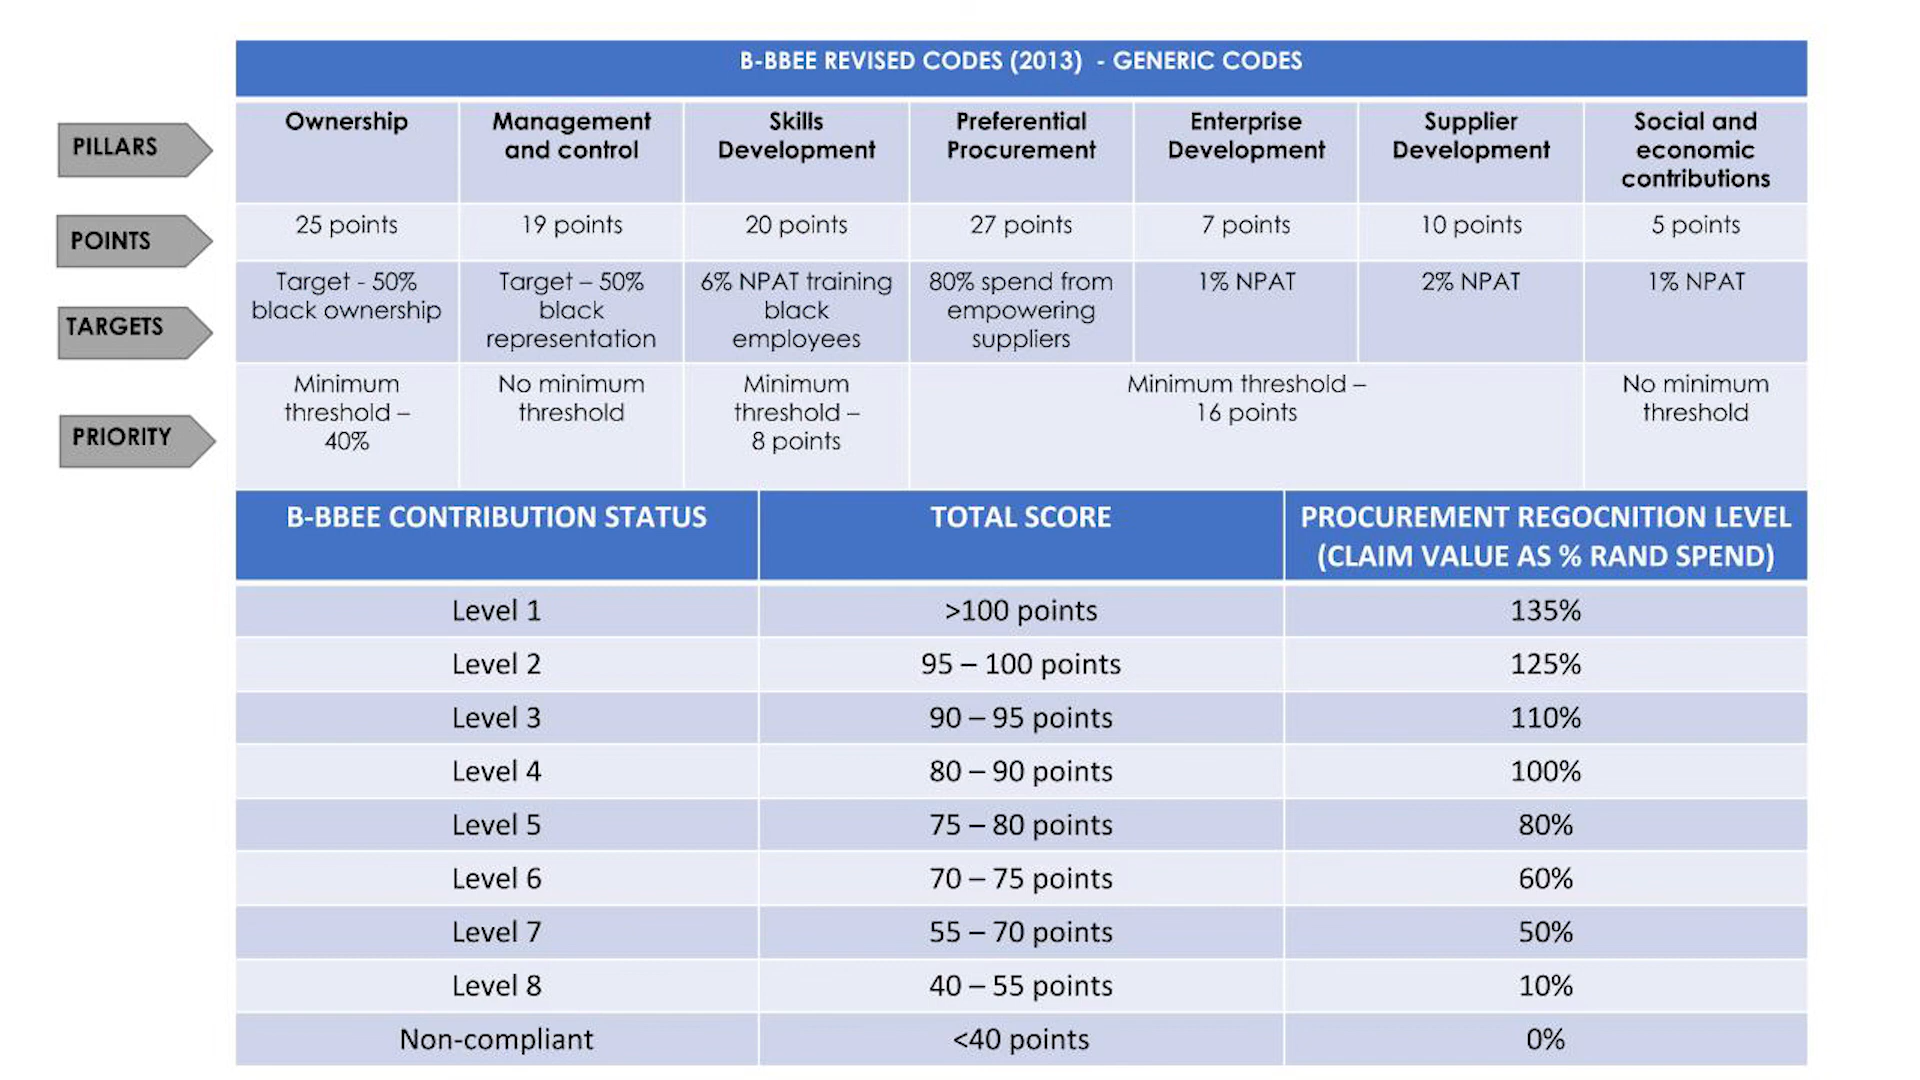 B-BBEE REVISED CODES (2013)  - GENERIC CODES
PILLARS
Ownership
Management
and control
Skills
Development
Preferential
Procurement
Enterprise
Development
Supplier
Development
Social and
economic
contributions
POINTS
25 points
19 points
20 points
27 points
7 points
10 points
5 points
TARGETS
Target - 50%
black ownership
Target – 50%
black
representation
6% NPAT training
black
employees
80% spend from
empowering
suppliers
1% NPAT
2% NPAT
1% NPAT
PRIORITY
Minimum
threshold –
40%
No minimum
threshold
Minimum
threshold –
8 points
Minimum threshold –
16 points
No minimum
threshold
B-BBEE CONTRIBUTION STATUS
TOTAL SCORE
PROCUREMENT REGOCNITION LEVEL
(CLAIM VALUE AS % RAND SPEND)
Level 1
>100 points
135%
Level 2
95 – 100 points
125%
Level 3
90 – 95 points
110%
Level 4
80 – 90 points
100%
Level 5
75 – 80 points
80%
Level 6
70 – 75 points
60%
Level 7
55 – 70 points
50%
Level 8
40 – 55 points
10%
Non-compliant
<40 points
0%